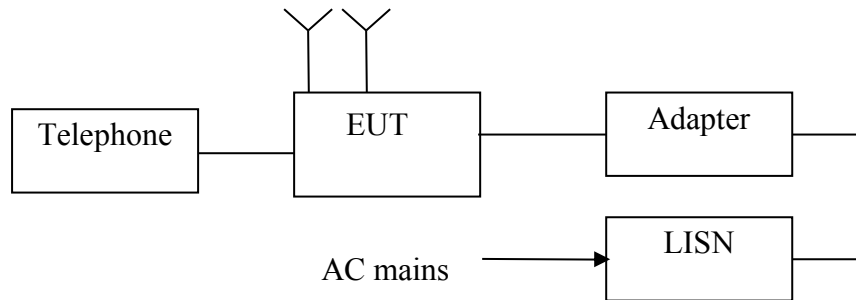 Telephone
EUT
Adapter
AC mains
LISN